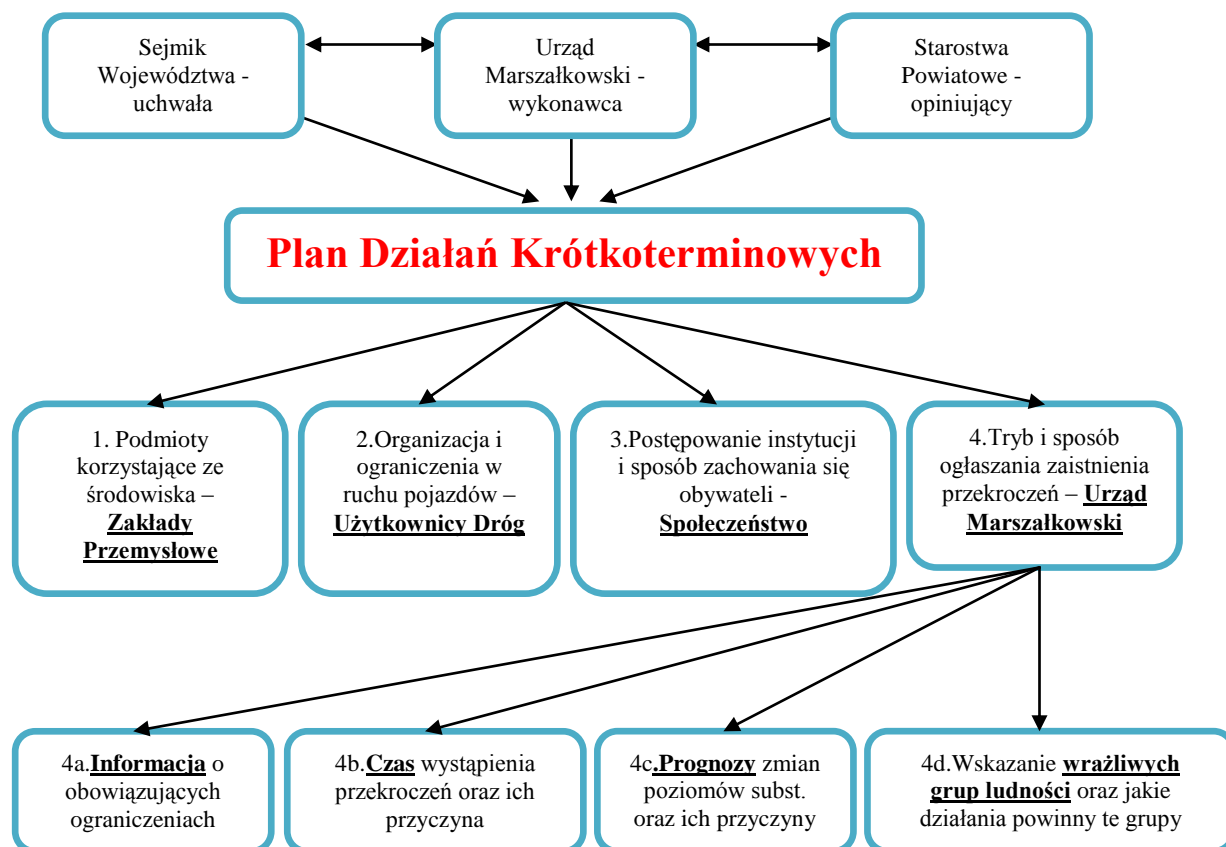 Sejmik
Województwa -
uchwała
Urząd
Marszałkowski -
wykonawca
Starostwa
Powiatowe -
opiniujący
Plan Działań Krótkoterminowych
1. Podmioty
korzystające ze
środowiska –
Zakłady
Przemysłowe
2.Organizacja i
ograniczenia w
ruchu pojazdów –
Użytkownicy Dróg
3.Postępowanie instytucji
i sposób zachowania się
obywateli -
Społeczeństwo
4.Tryb i sposób
ogłaszania zaistnienia
przekroczeń – Urząd
Marszałkowski
4a.Informacja o
obowiązujących
ograniczeniach
4b.Czas wystąpienia
przekroczeń oraz ich
przyczyna
4c.Prognozy zmian
poziomów subst.
oraz ich przyczyny
4d.Wskazanie wrażliwych
grup ludności oraz jakie
działania powinny te grupy